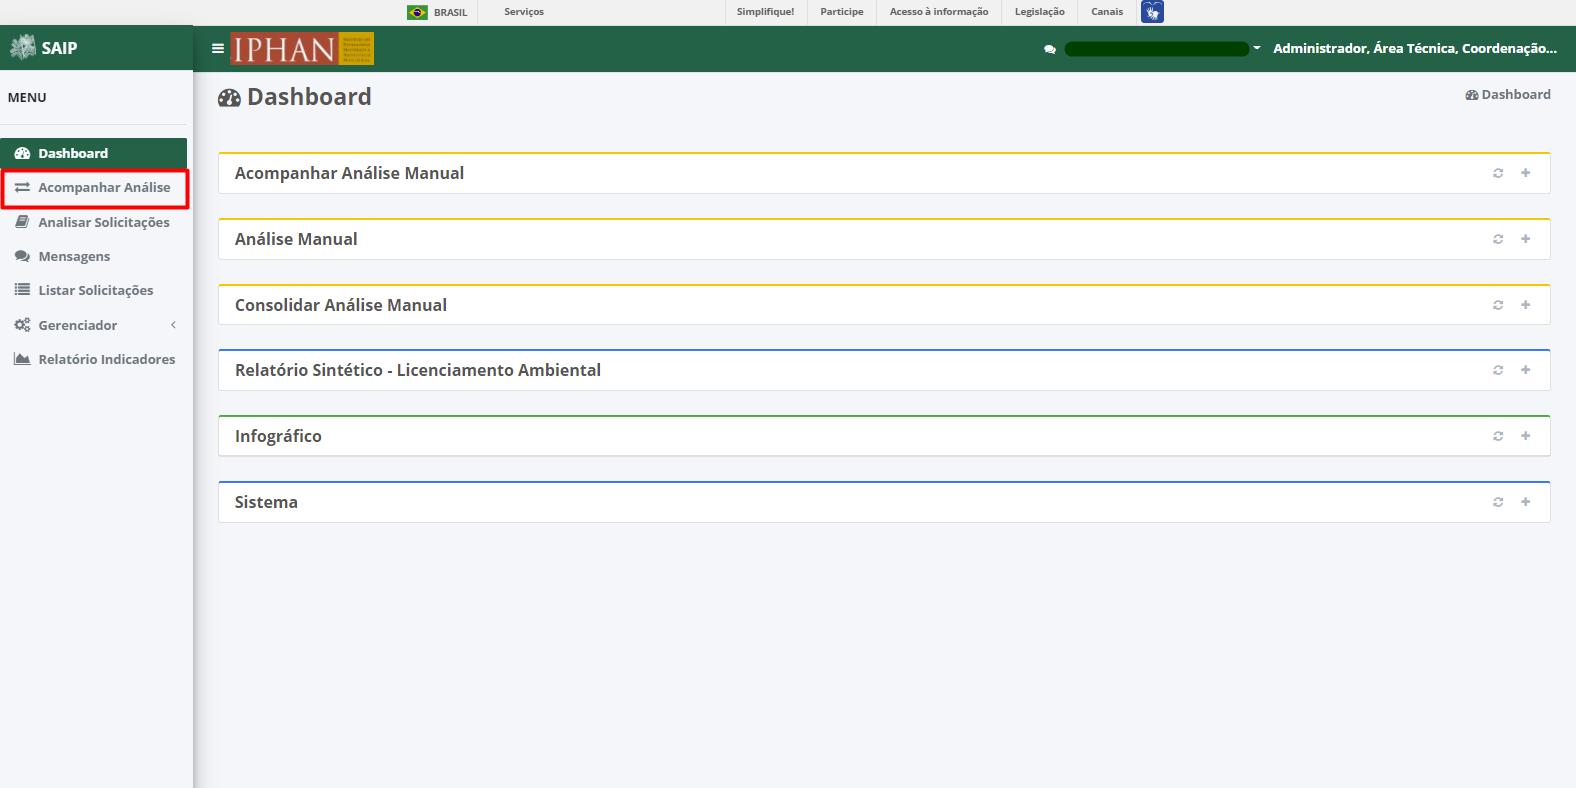 BRASIL Serviços Simplifique! Participe Acesso à informação Legislação Canais
SAIP
IPHAN
Administrador, Área Técnica, Coordenação...
MENU
Dashboard
Acompanhar Análise
Analisar Solicitações
Mensagens
Listar Solicitações
Gerenciador
Relatório Indicadores
Dashboard
Dashboard
Acompanhar Análise Manual
Análise Manual
Consolidar Análise Manual
Relatório Sintético - Licenciamento Ambiental
Infográfico
Sistema